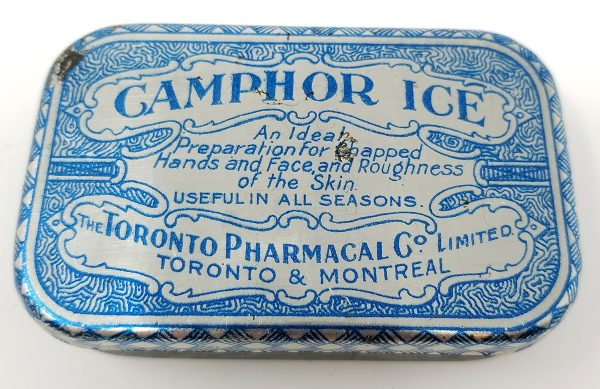 CAMPHOR ICE
An Ideal
Preparation for Chapped
Hands and Face, and Roughness
of the Skin.
USEFUL IN ALL SEASONS.
THE TORONTO PHARMACAL Co. LIMITED.
TORONTO & MONTREAL